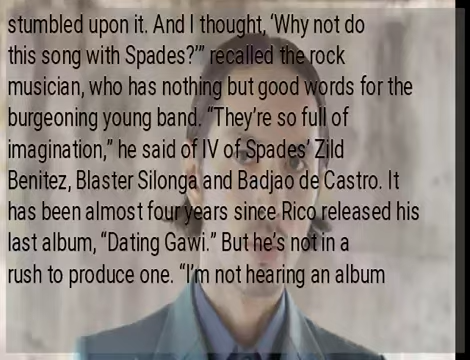 stumbled upon it. And I thought, ‘Why not do
this song with Spades?’” recalled the rock
musician, who has nothing but good words for the
burgeoning young band. “They’re so full of
imagination,” he said of IV of Spades’ Zild
Benitez, Blaster Silonga and Badjao de Castro. It
has been almost four years since Rico released his
last album, “Dating Gawi.” But he’s not in a
rush to produce one. “I’m not hearing an album